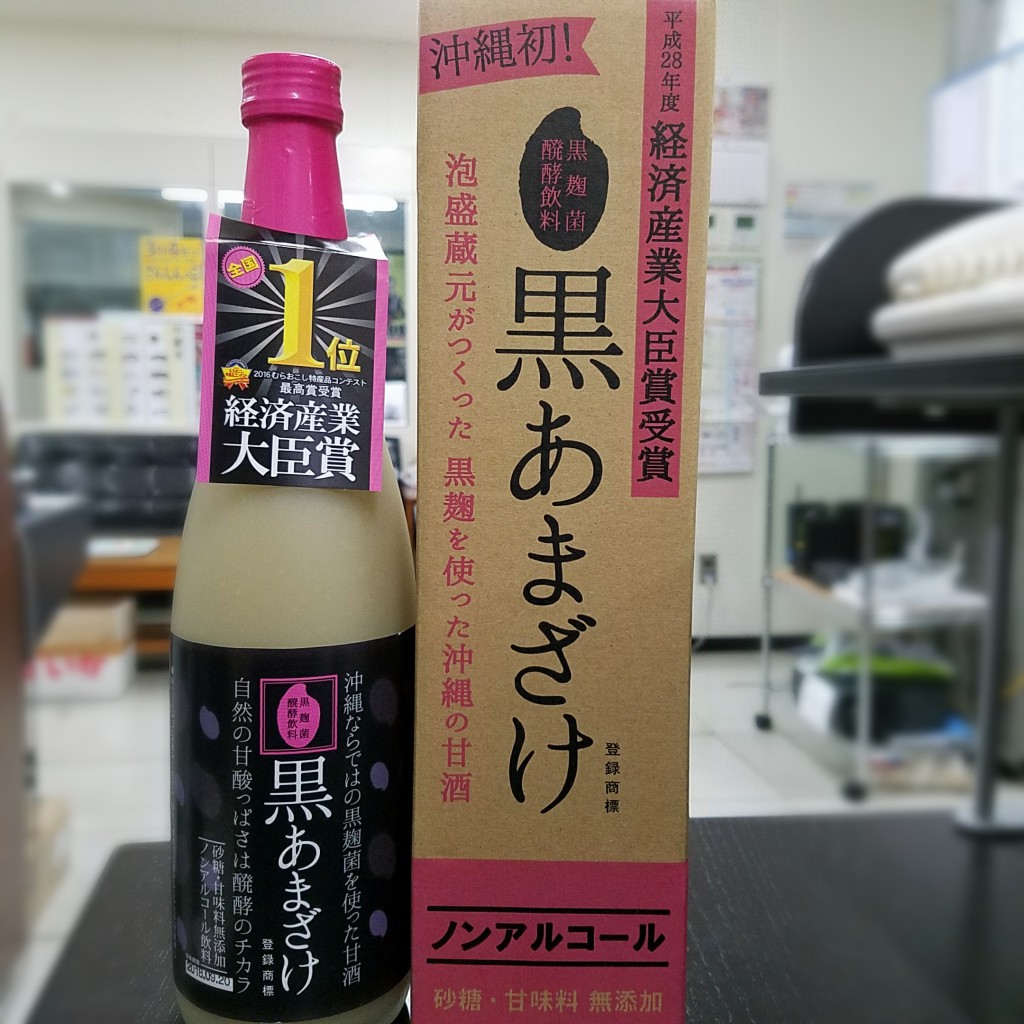 全国
1位
2016 むらおこし特産品コンテスト
最高賞受賞
経済産業
大臣賞
沖縄ならではの黒麹菌を使った甘酒
黒麹菌
醗酵飲料
黒あまざけ
登録商標
自然の甘酸っぱさは醗酵のチカラ
砂糖・甘味料無添加
ノンアルコール飲料
2018.09.20
沖縄初!
平成28年度
経済産業大臣賞受賞
黒麹菌
醗酵飲料
黒あまざけ
登録商標
泡盛蔵元がつくった 黒麹を使った沖縄の甘酒
ノンアルコール
砂糖・甘味料 無添加